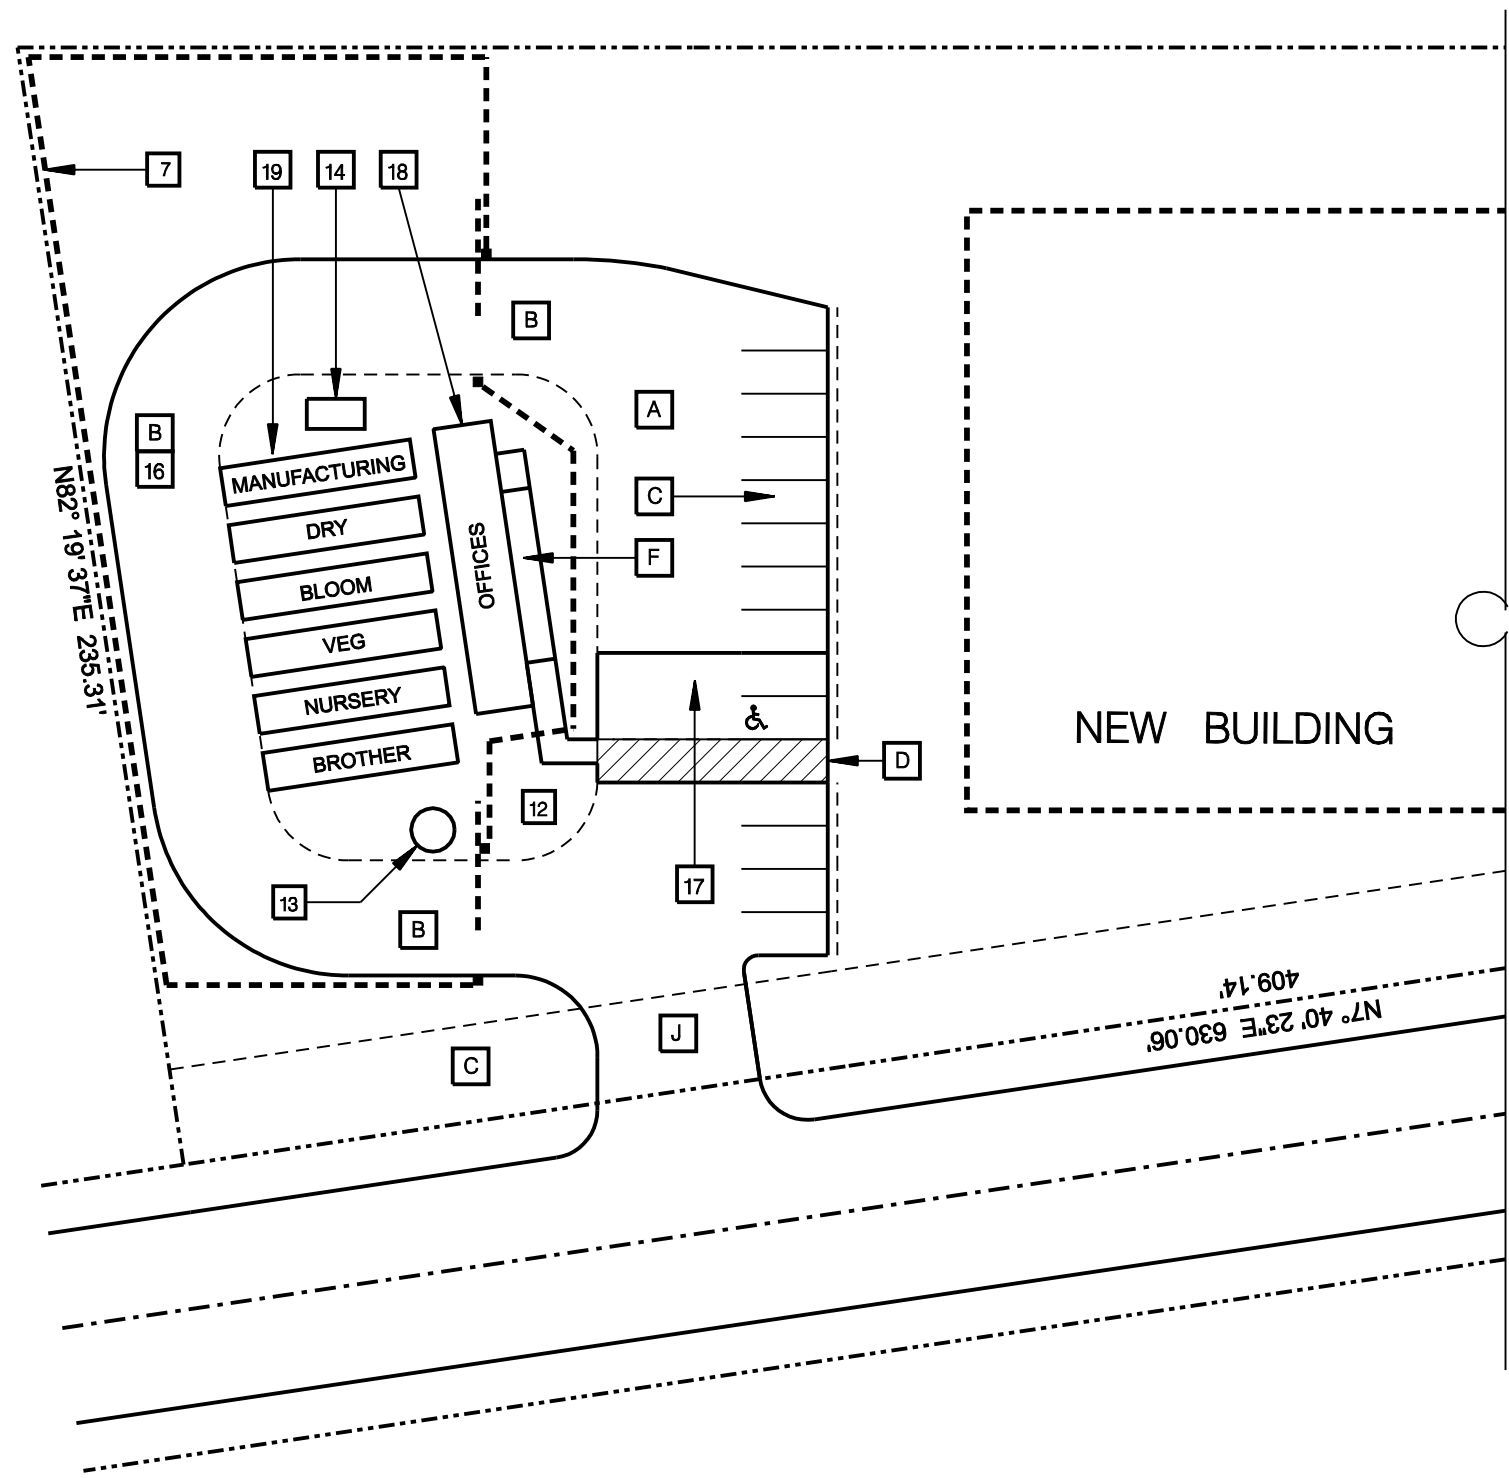 7
19
14
18
B
A
B
16
C
F
MANUFACTURING
DRY
BLOOM
VEG
NURSERY
BROTHER
OFFICES
N82° 19' 37"E 235.31'
NEW BUILDING
D
12
17
13
B
J
C
409.14'
N7° 40' 23"E 630.06'